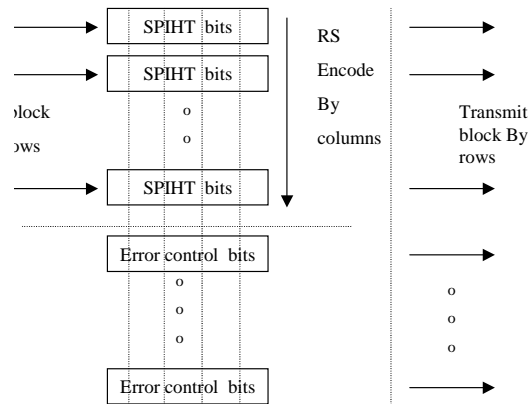 SPIHT bits
SPIHT bits
o
o
SPIHT bits
Error control bits
o
o
o
Error control bits
RS
Encode
By
columns
Transmit
block By
rows
o
o
o